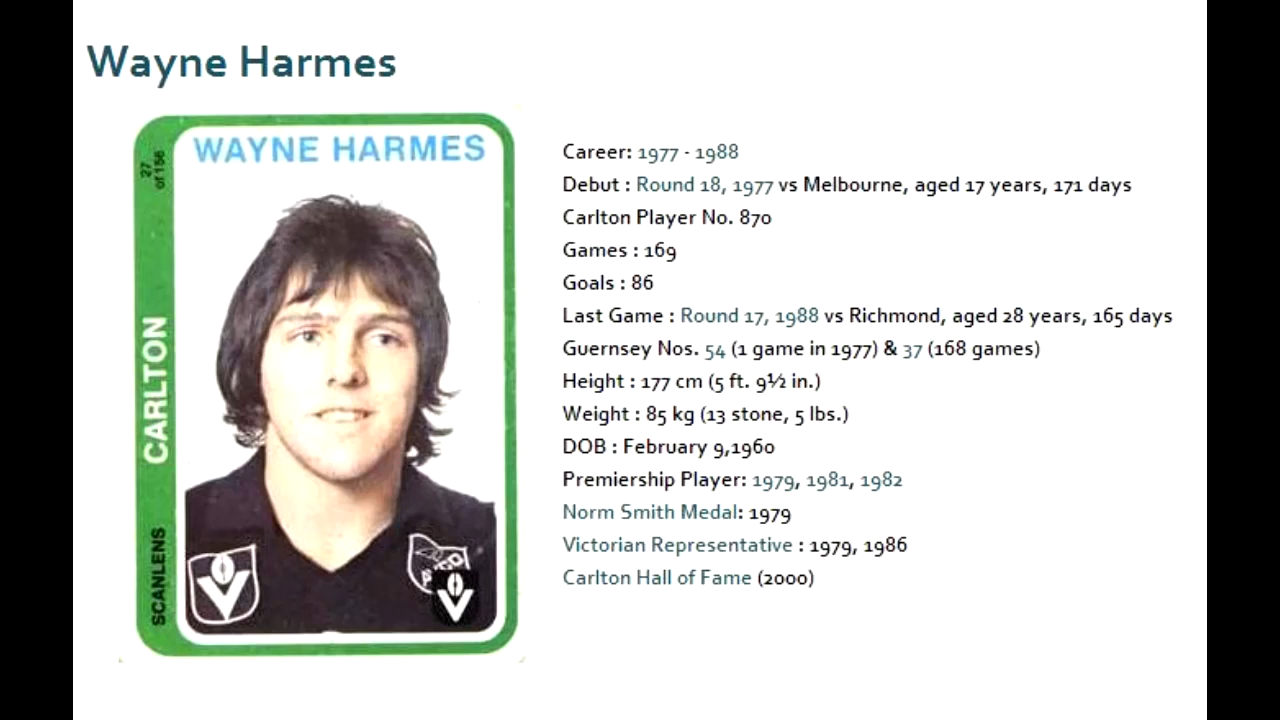 Wayne Harmes
WAYNE HARMES
27
of 156
CARLTON
SCANLENS
Career: 1977 - 1988
Debut : Round 18, 1977 vs Melbourne, aged 17 years, 171 days
Carlton Player No. 870
Games : 169
Goals : 86
Last Game : Round 17, 1988 vs Richmond, aged 28 years, 165 days
Guernsey Nos. 54 (1 game in 1977) & 37 (168 games)
Height : 177 cm (5 ft. 9½ in.)
Weight : 85 kg (13 stone, 5 lbs.)
DOB : February 9,1960
Premiership Player: 1979, 1981, 1982
Norm Smith Medal: 1979
Victorian Representative : 1979, 1986
Carlton Hall of Fame (2000)